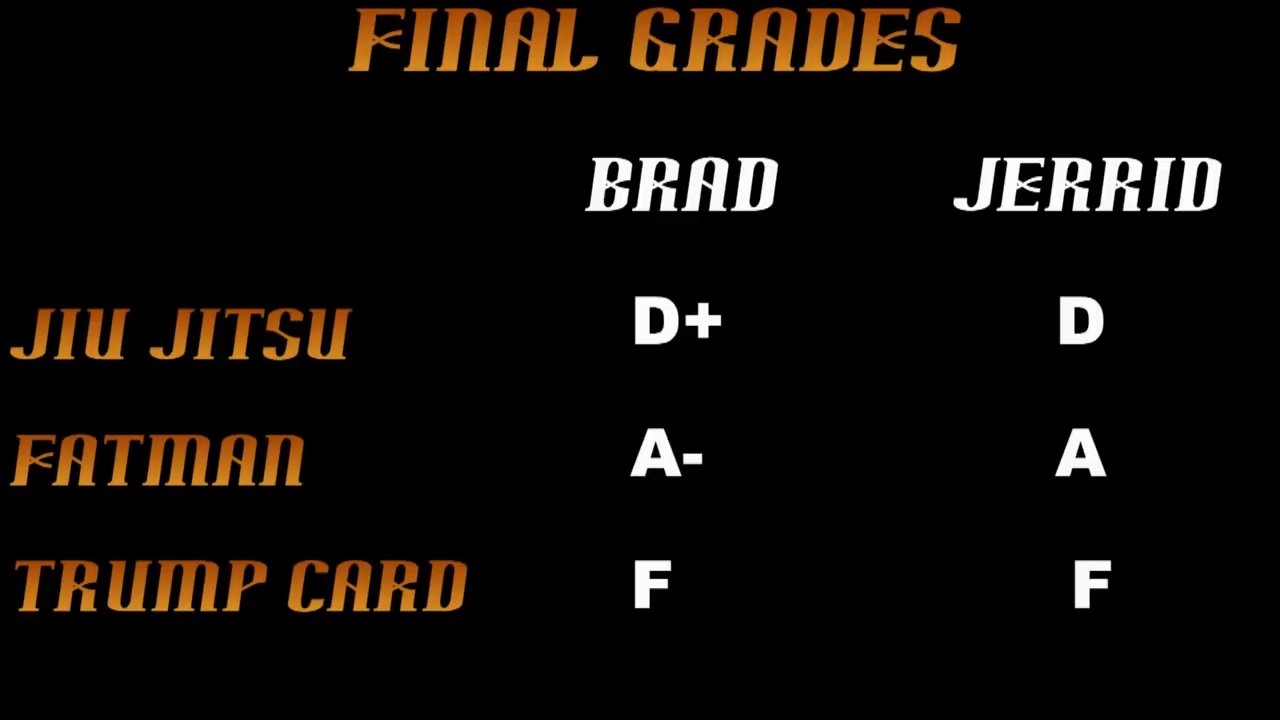 FINAL GRADES
BRAD JERRID
JIU JITSU D+ D
FATMAN A- A
TRUMP CARD F F